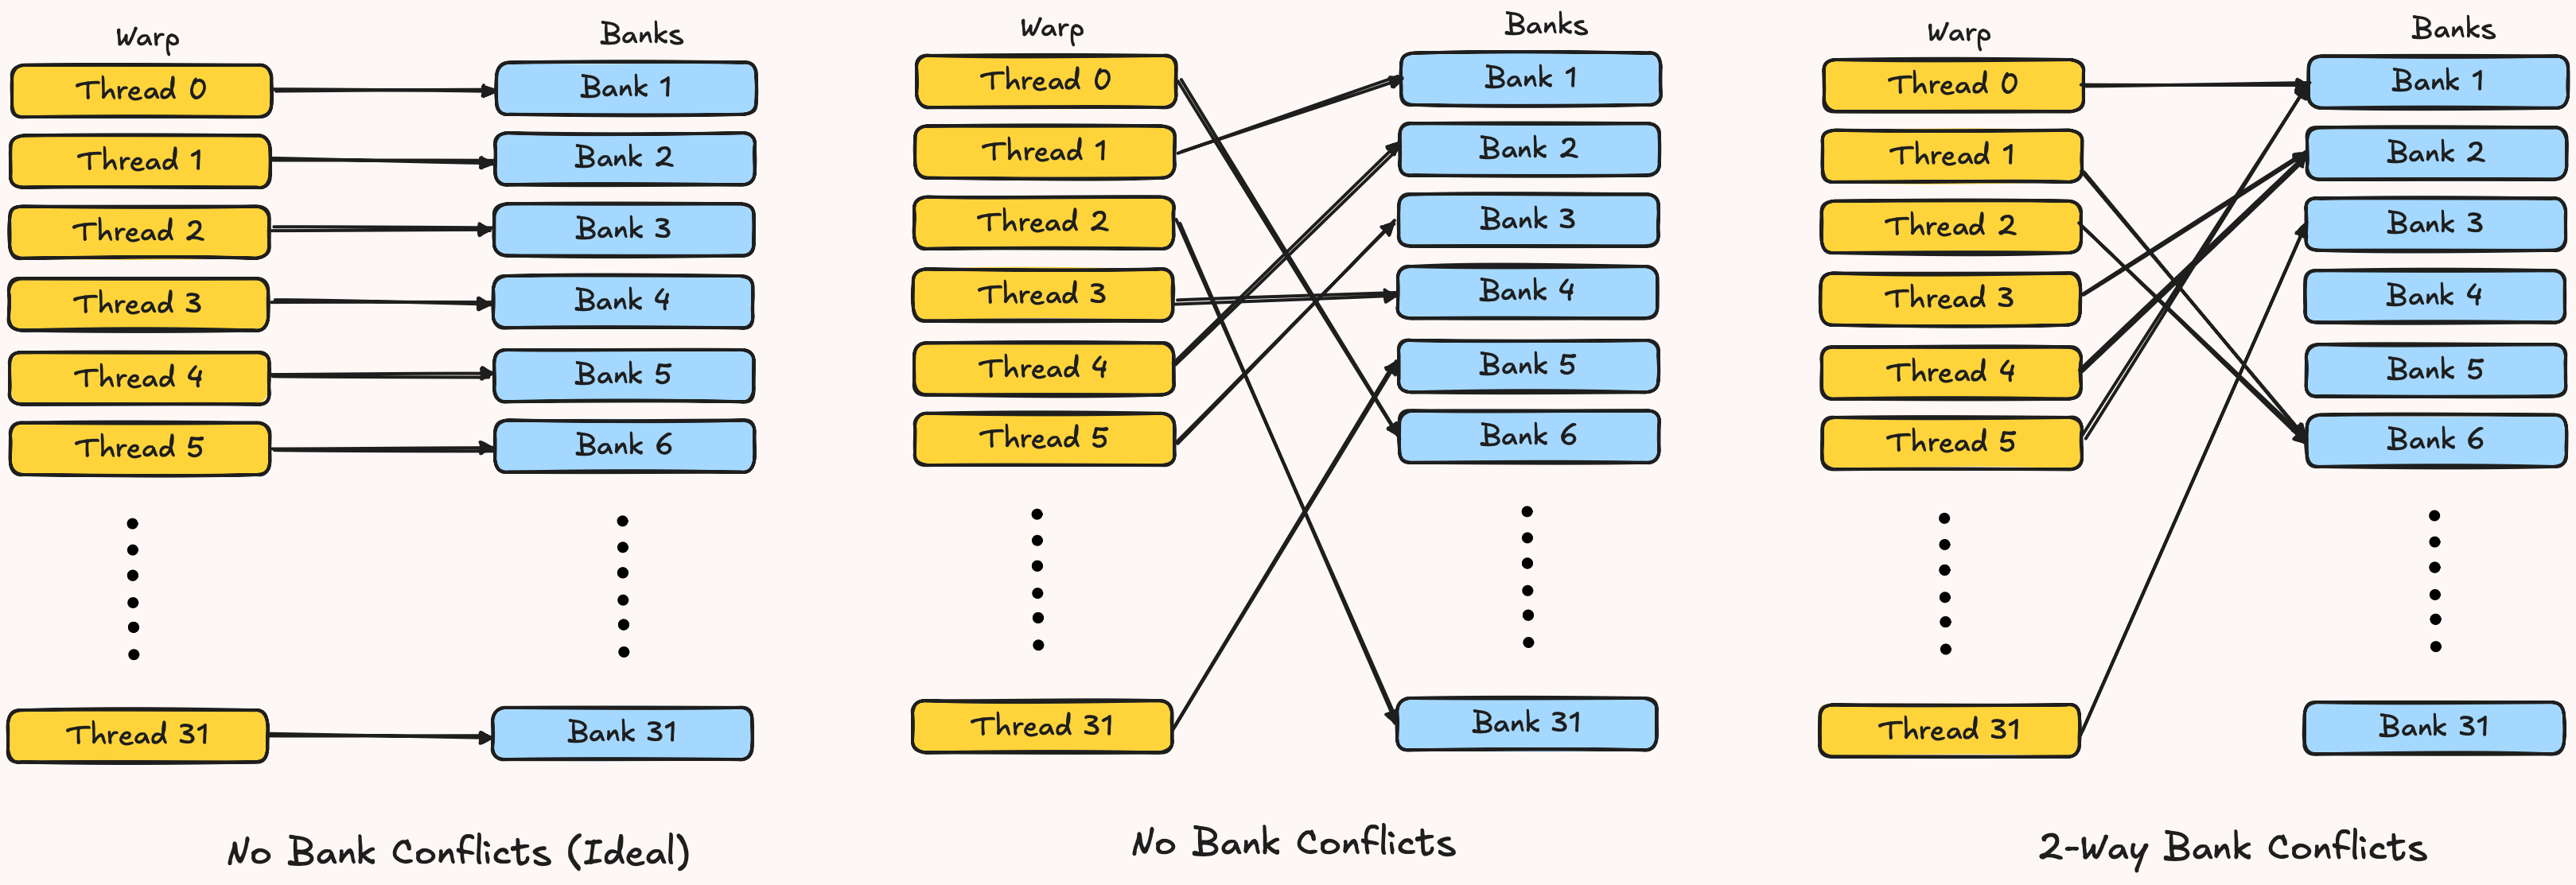 Warp
Banks
Thread 0
Bank 1
Thread 1
Bank 2
Thread 2
Bank 3
Thread 3
Bank 4
Thread 4
Bank 5
Thread 5
Bank 6
Thread 31
Bank 31
No Bank Conflicts (Ideal)
Warp
Banks
Thread 0
Bank 1
Thread 1
Bank 2
Thread 2
Bank 3
Thread 3
Bank 4
Thread 4
Bank 5
Thread 5
Bank 6
Thread 31
Bank 31
No Bank Conflicts
Warp
Banks
Thread 0
Bank 1
Thread 1
Bank 2
Thread 2
Bank 3
Thread 3
Bank 4
Thread 4
Bank 5
Thread 5
Bank 6
Thread 31
Bank 31
2-Way Bank Conflicts